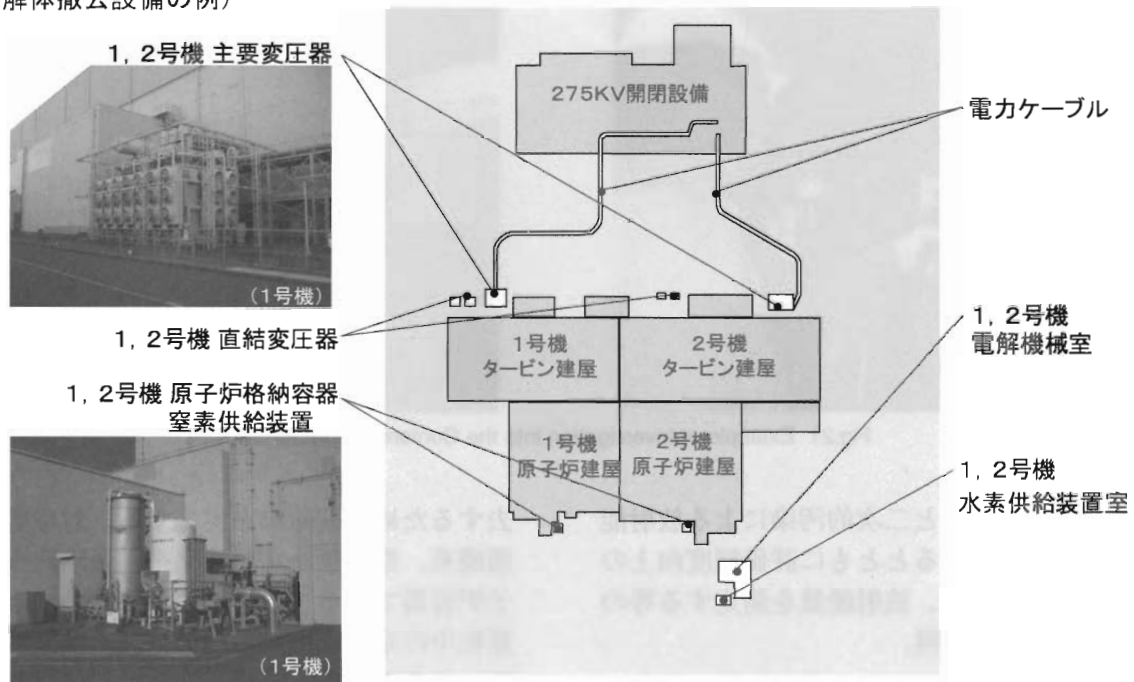 解体撤去設備の例)
1, 2号機 主要変圧器
275KV開閉設備
電力ケーブル
(1号機)
1, 2号機 直結変圧器
1号機
タービン建屋
2号機
タービン建屋
1, 2号機
電解機械室
1, 2号機 原子炉格納容器
窒素供給装置
1号機
原子炉建屋
2号機
原子炉建屋
1, 2号機
水素供給装置室
(1号機)